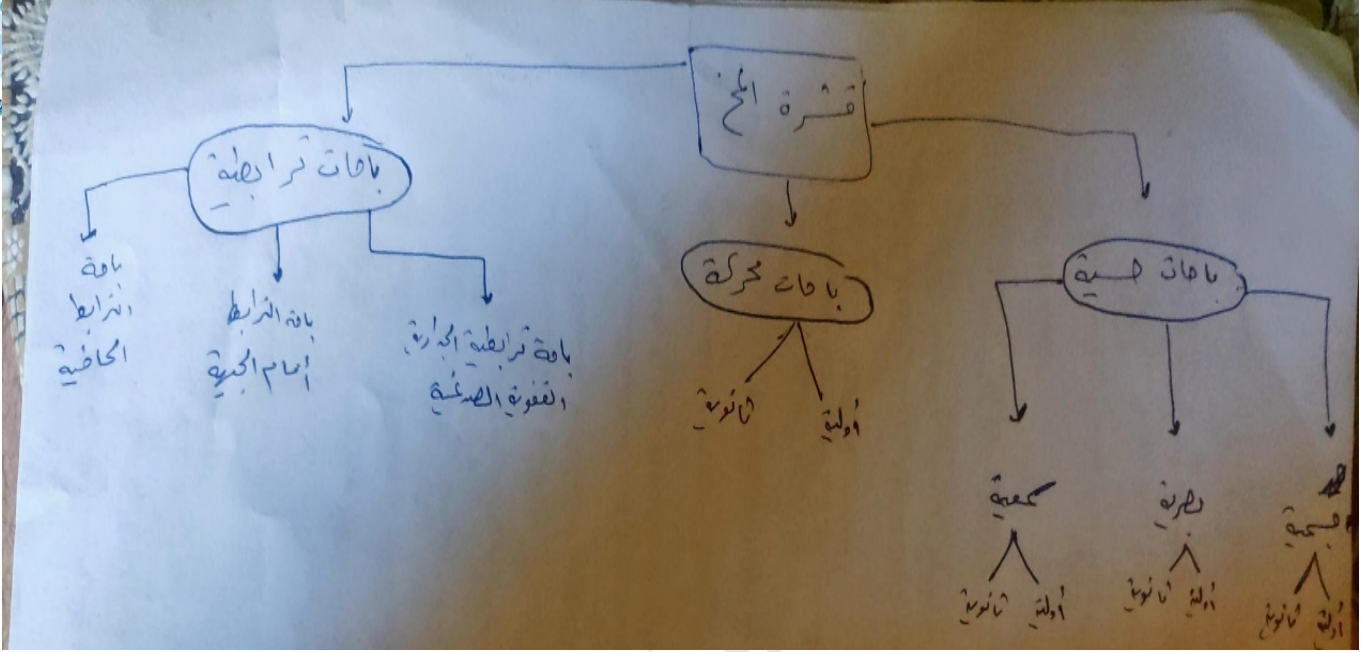 قشرة المخ
باحات حسية
باحات محركة
باحات ترابطية
جسمية
أولية ثانوية
بصرية
أولية ثانوية
سمعية
أولية ثانوية
أولية ثانوية
باحة ترابطية الجدارية
القفوية الصدغية
باحة الترابط
أمام الجبهة
باحة
الترابط
الحافية